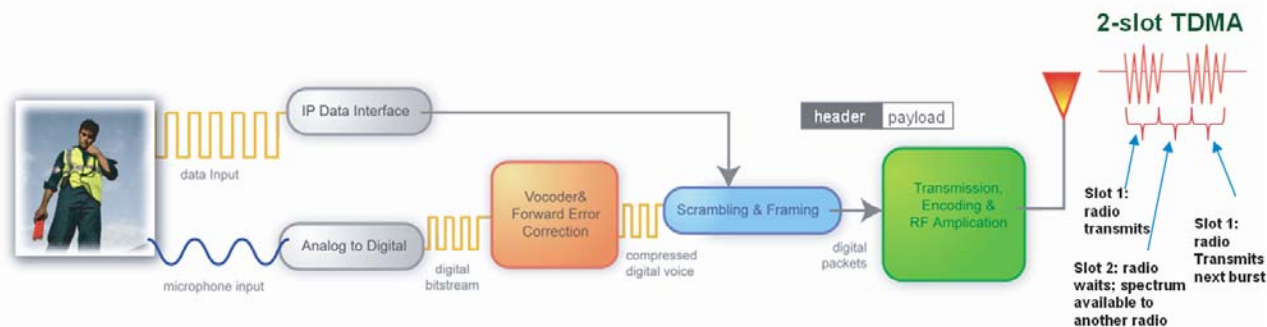 2-slot TDMA
IP Data Interface
header payload
data Input
Vocoder&
Forward Error
Correction
Scrambling & Framing
Transmission,
Encoding &
RF Amplication
Analog to Digital
microphone input
digital
bitstream
compressed
digital voice
digital
packets
Slot 1:
radio
transmits
Slot 2: radio
waits; spectrum
available to
another radio
Slot 1:
radio
Transmits
next burst